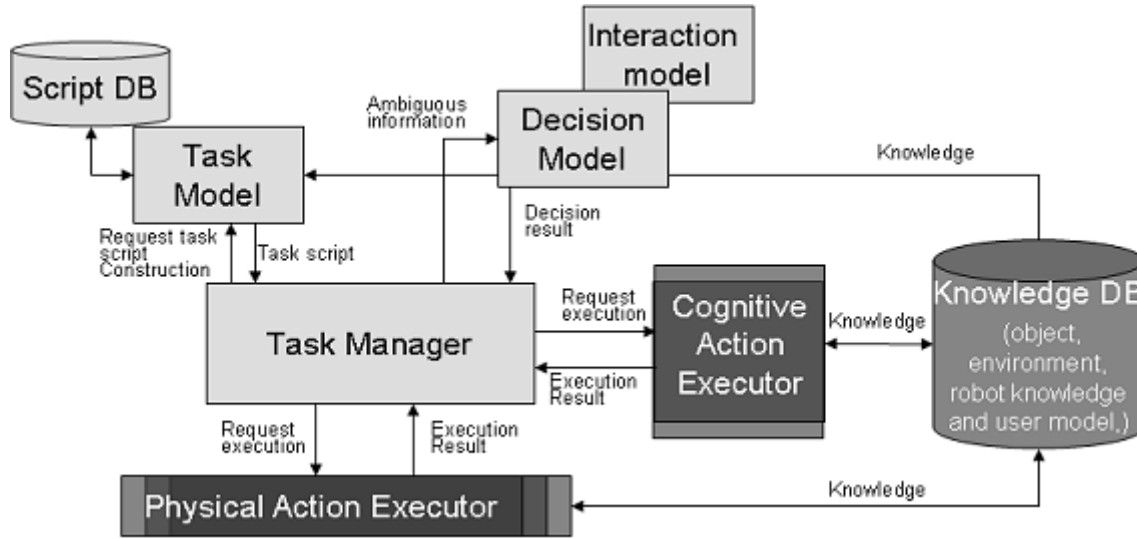 Interaction
model
Script DB
Ambiguous
information
Decision
Model
Task
Model
Knowledge
Decision
result
Request task
script
Construction
Task script
Task Manager
Request
execution
Execution
Result
Cognitive
Action
Executor
Knowledge
Knowledge DB
(object,
environment,
robot knowledge
and user model,)
Request
execution
Execution
Result
Physical Action Executor
Knowledge